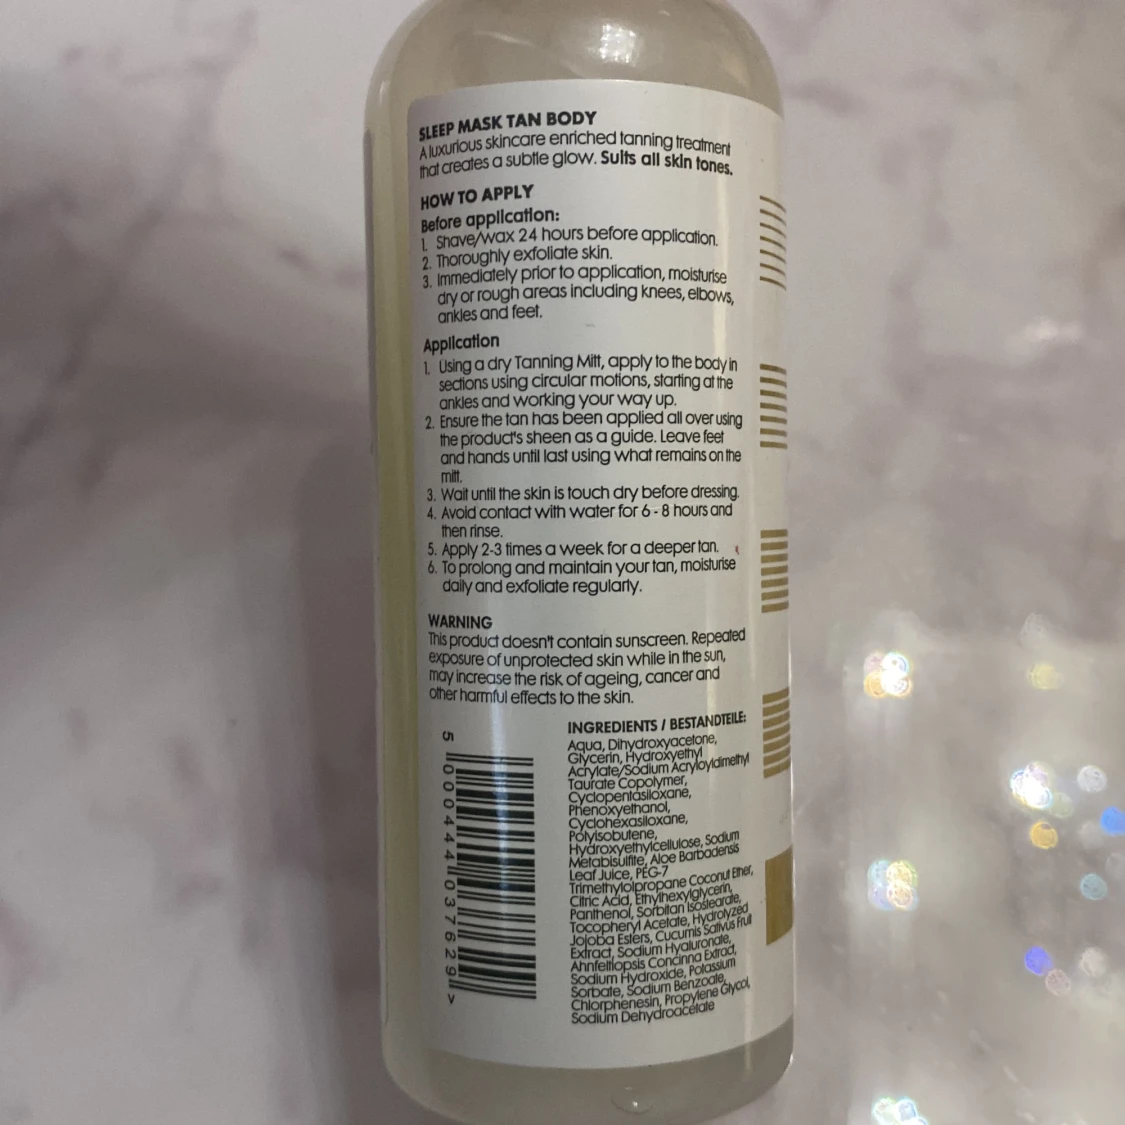 SLEEP MASK TAN BODY
A luxurious skincare enriched tanning treatment
that creates a subtle glow. Suits all skin tones.
HOW TO APPLY
Before application:
1. Shave/wax 24 hours before application.
2. Thoroughly exfoliate skin.
3. Immediately prior to application, moisturise
dry or rough areas including knees, elbows,
ankles and feet.
Application
1. Using a dry Tanning Mitt, apply to the body in
sections using circular motions, starting at the
ankles and working your way up.
2. Ensure the tan has been applied all over using
the product's sheen as a guide. Leave feet
and hands until last using what remains on the
mitt.
3. Wait until the skin is touch dry before dressing.
4. Avoid contact with water for 6 - 8 hours and
then rinse.
5. Apply 2-3 times a week for a deeper tan.
6. To prolong and maintain your tan, moisturise
daily and exfoliate regularly.
WARNING
This product doesn't contain sunscreen. Repeated
exposure of unprotected skin while in the sun,
may increase the risk of ageing, cancer and
other harmful effects to the skin.
5 000444 037629 >
INGREDIENTS / BESTANDTEILE:
Aqua, Dihydroxyacetone,
Glycerin, Hydroxyethyl
Acrylate/Sodium Acryloyldimethyl
Taurate Copolymer,
Cyclopentasiloxane,
Phenoxyethanol,
Cyclohexasiloxane,
Polyisobutene,
Hydroxyethylcellulose, Sodium
Metabisulfite, Aloe Barbadensis
Leaf Juice, PEG-7
Trimethylolpropane Coconut Ether,
Citric Acid, Ethylhexylglycerin,
Panthenol, Sorbitan Isostearate,
Tocopheryl Acetate, Hydrolyzed
Jojoba Esters, Cucumis Sativus Fruit
Extract, Sodium Hyaluronate,
Ahnfeltiopsis Concinna Extract,
Sodium Hydroxide, Potassium
Sorbate, Sodium Benzoate,
Chlorphenesin, Propylene Glycol,
Sodium Dehydroacetate